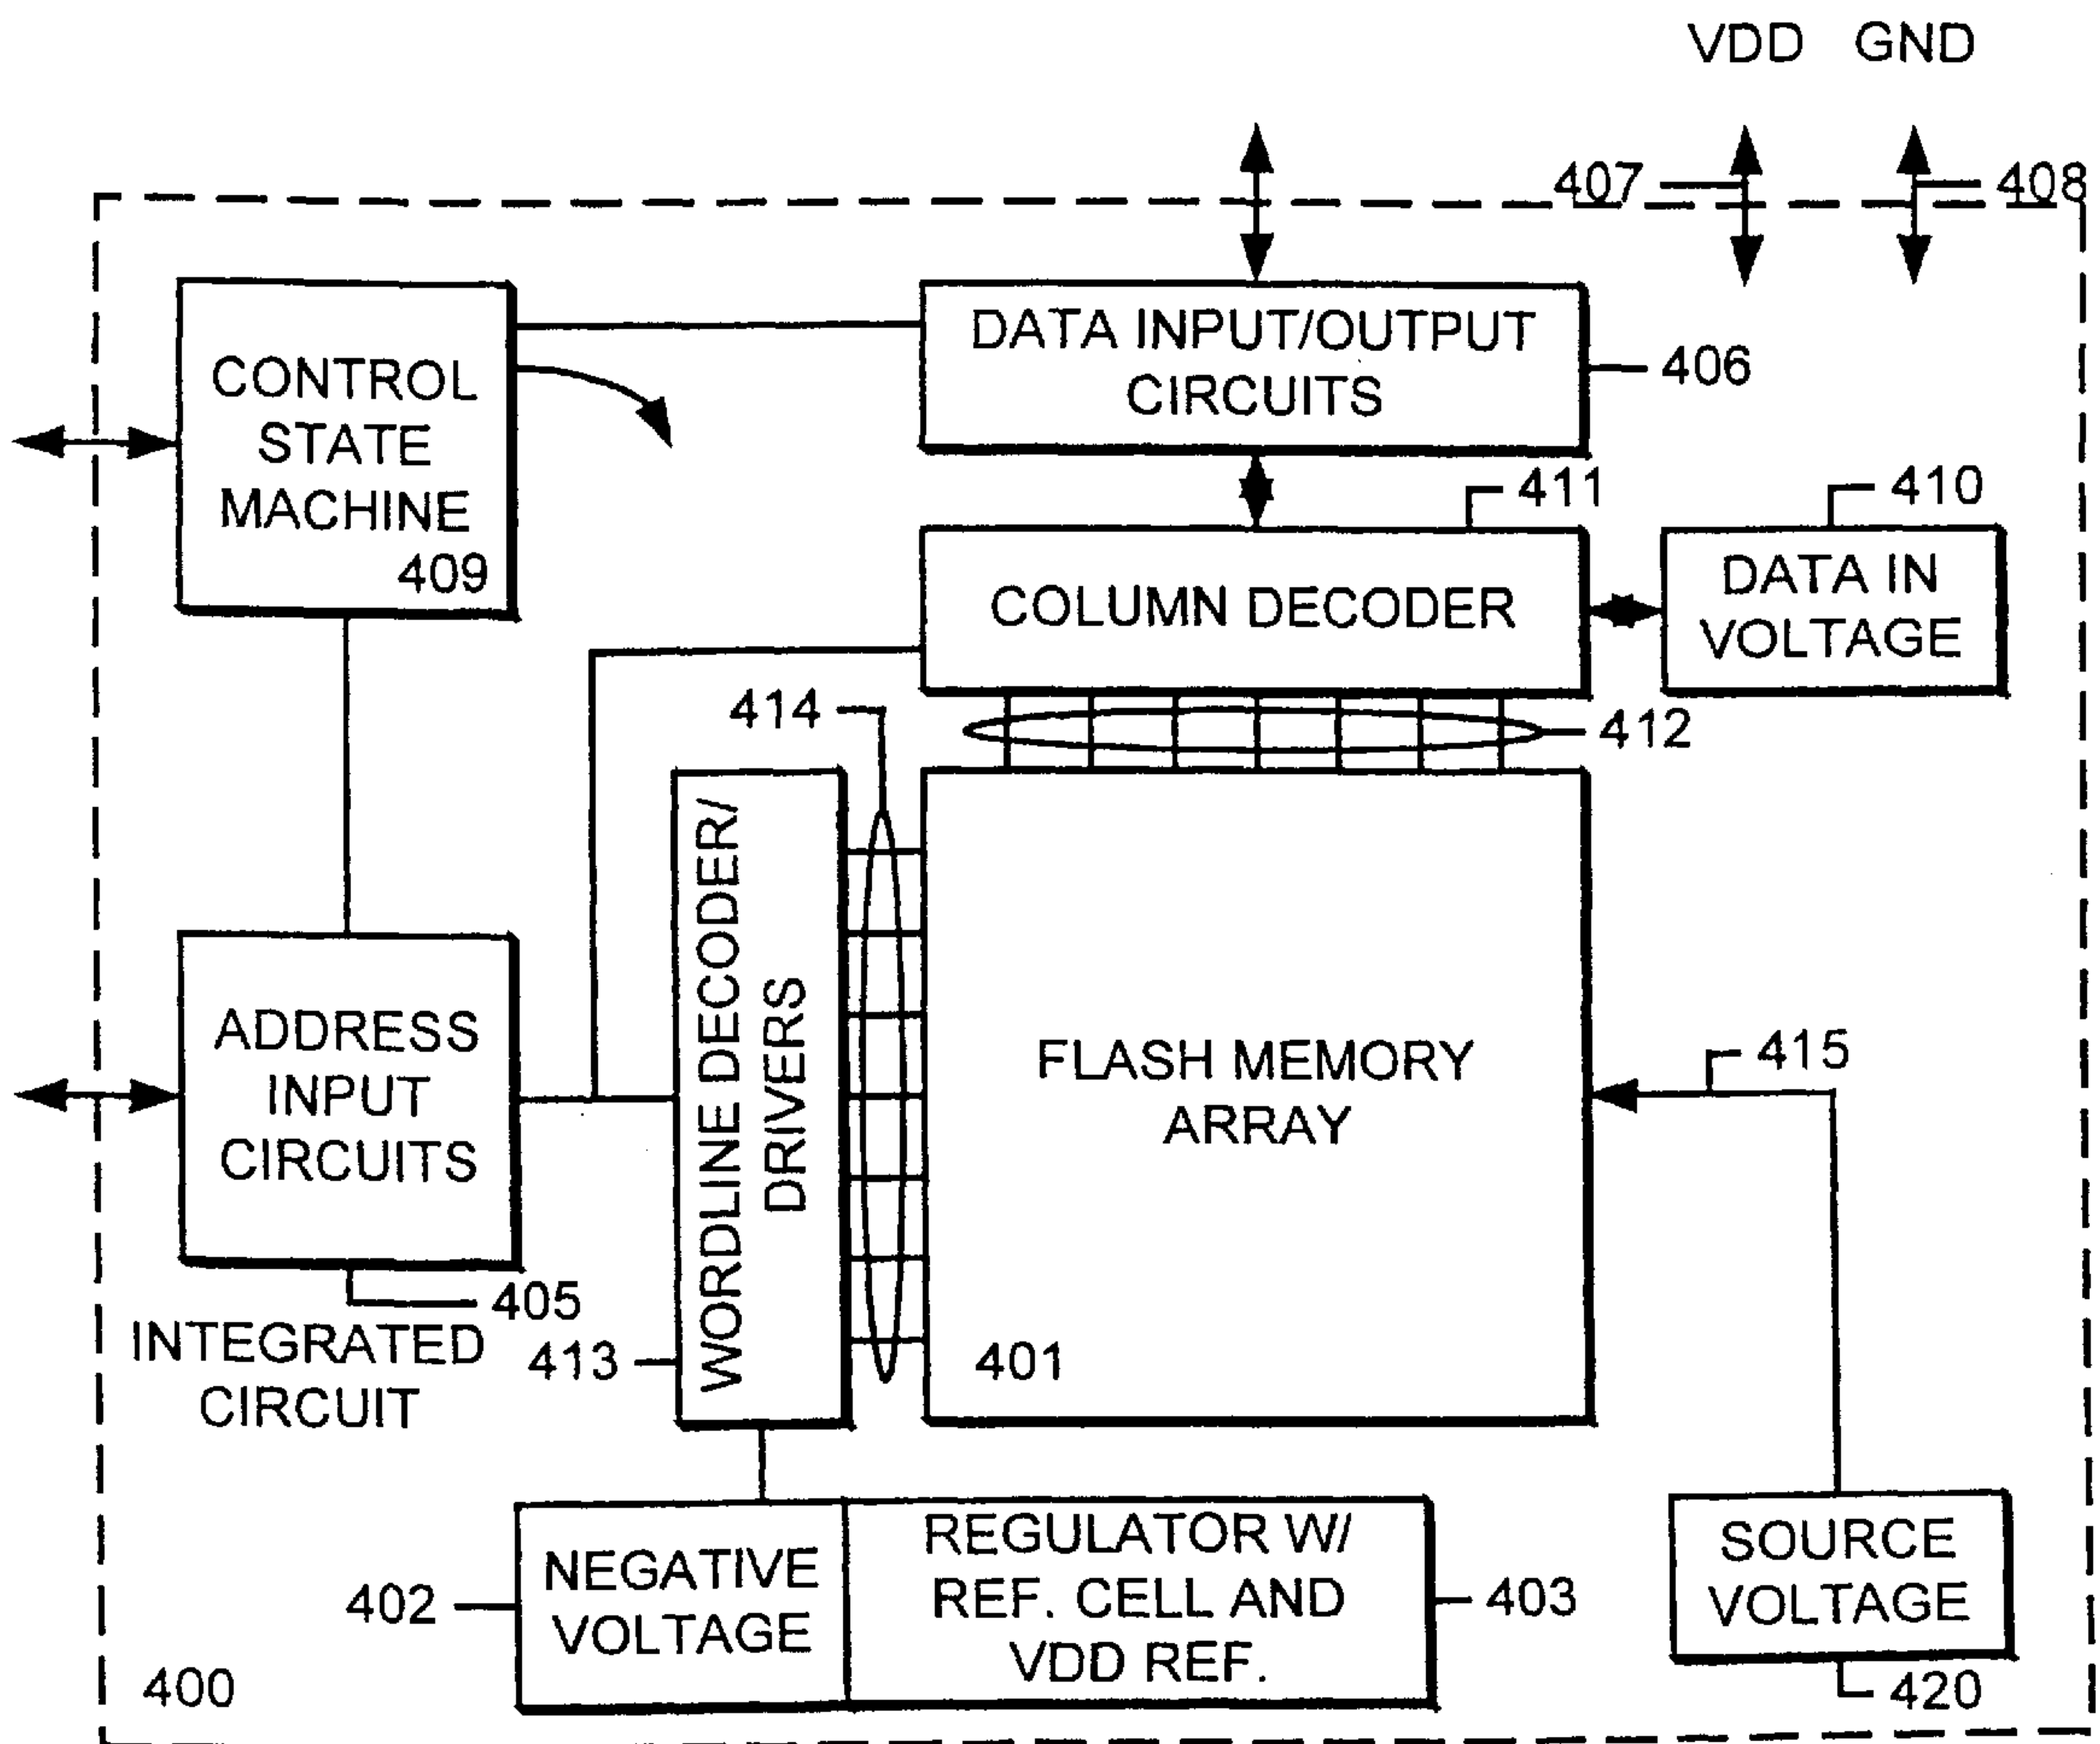 VDD GND
407
408
CONTROL
STATE
MACHINE
409
DATA INPUT/OUTPUT
CIRCUITS
406
411
410
COLUMN DECODER
DATA IN
VOLTAGE
414
412
WORDLINE DECODER/
DRIVERS
ADDRESS
INPUT
CIRCUITS
FLASH MEMORY
ARRAY
415
405
INTEGRATED
CIRCUIT
413
401
NEGATIVE
VOLTAGE
REGULATOR W/
REF. CELL AND
VDD REF.
SOURCE
VOLTAGE
402
403
400
420